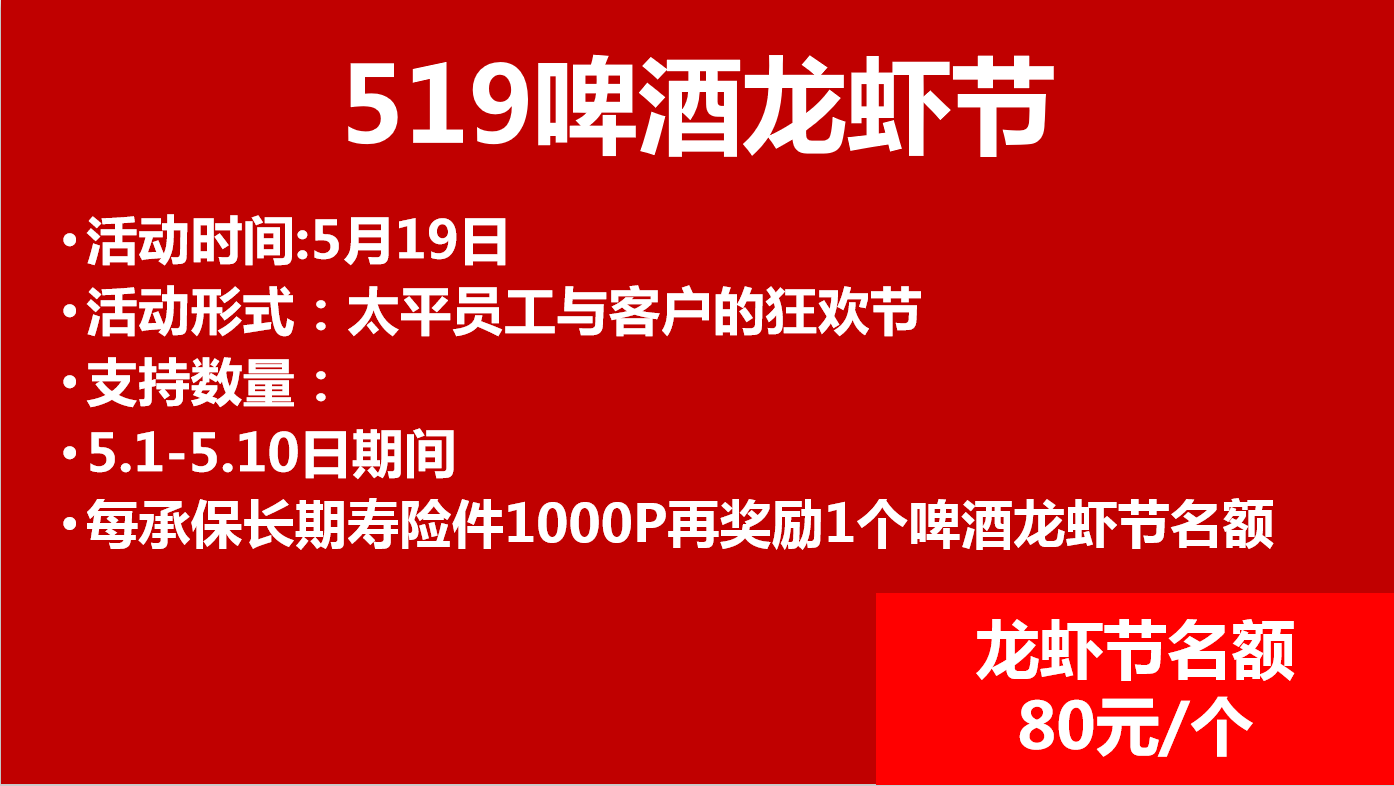 519啤酒龙虾节
•活动时间:5月19日
•活动形式：太平员工与客户的狂欢节
•支持数量：
•5.1-5.10日期间
•每承保长期寿险件1000P再奖励1个啤酒龙虾节名额
龙虾节名额
80元/个